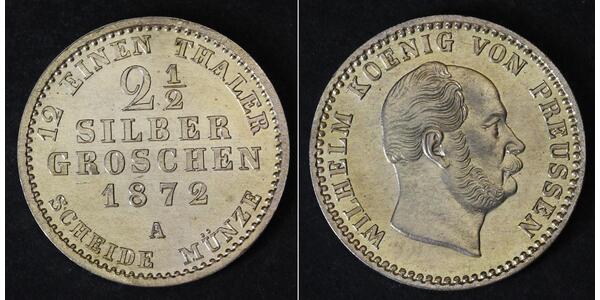 12 EINEN THALER
2 1/2
SILBER
GROSCHEN
1872
A
SCHEIDE MÜNZE
WILHELM KOENIG VON PREUSSEN